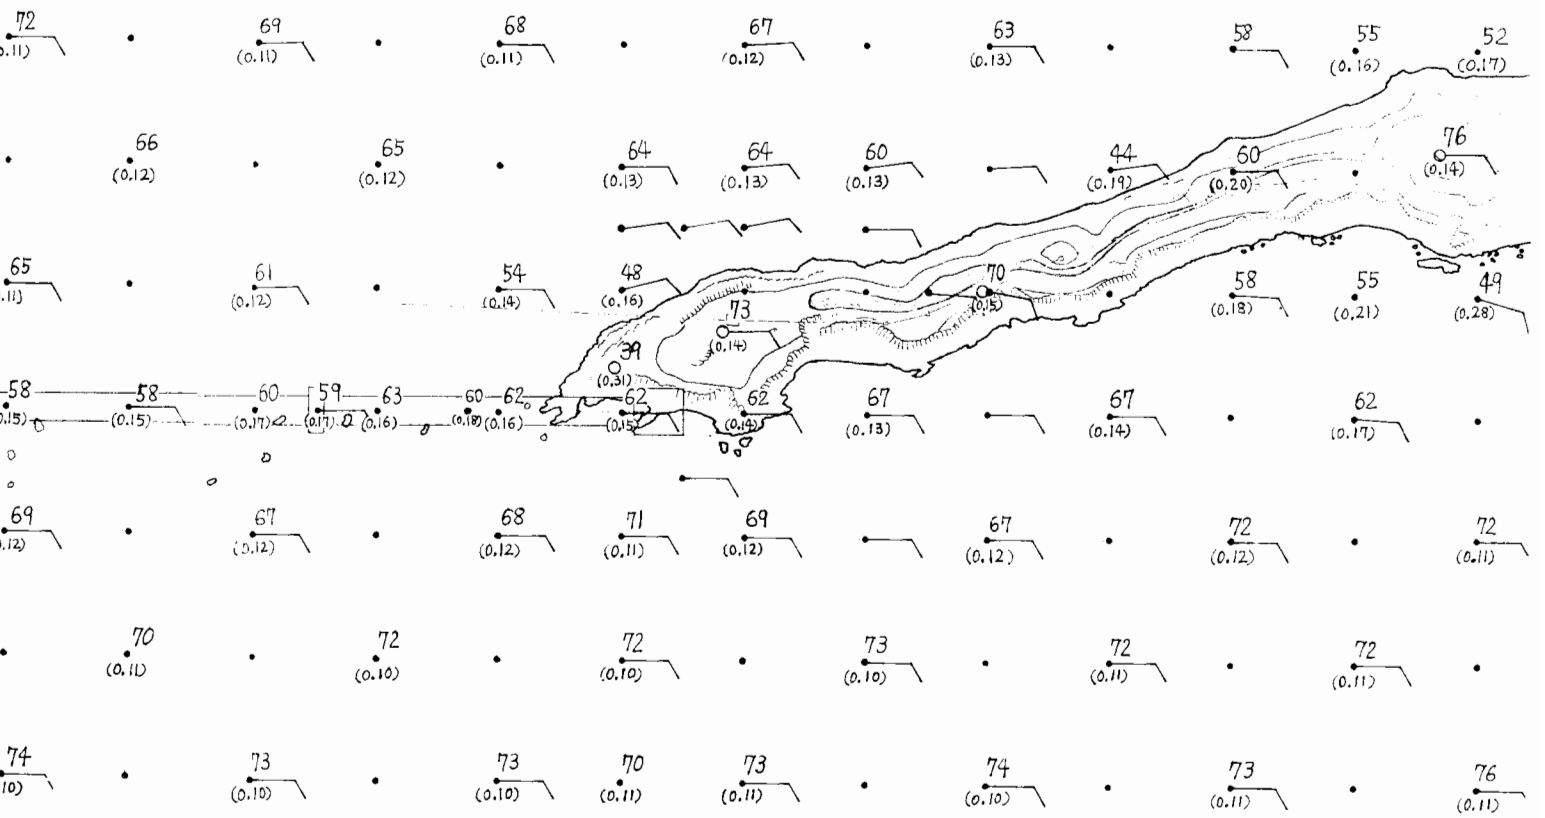 72 69 68 67 63 58 55 52
0.11) (0.11) (0.11) (0.12) (0.13) (0.16) (0.17)
66 65 64 64 60 44 60 76
(0.12) (0.12) (0.13) (0.13) (0.13) (0.19) (0.20) (0.14)
65 61 54 48 70 58 55 49
.11) (0.12) (0.14) (0.16) (0.15) (0.18) (0.21) (0.28)
73
(0.14)
39
(0.31)
58 58 60 59 63 60 62 62 62 67 67 62
0.15) (0.15) (0.17) (0.17) (0.16) (0.18) (0.16) (0.15) (0.14) (0.13) (0.14) (0.17)
69 67 68 71 69 67 72 72
0.12) (0.12) (0.12) (0.11) (0.12) (0.12) (0.12) (0.11)
70 72 72 73 72 72
(0.11) (0.10) (0.10) (0.10) (0.11) (0.11)
74 73 73 70 73 74 73 76
10) (0.10) (0.10) (0.11) (0.11) (0.10) (0.11) (0.11)